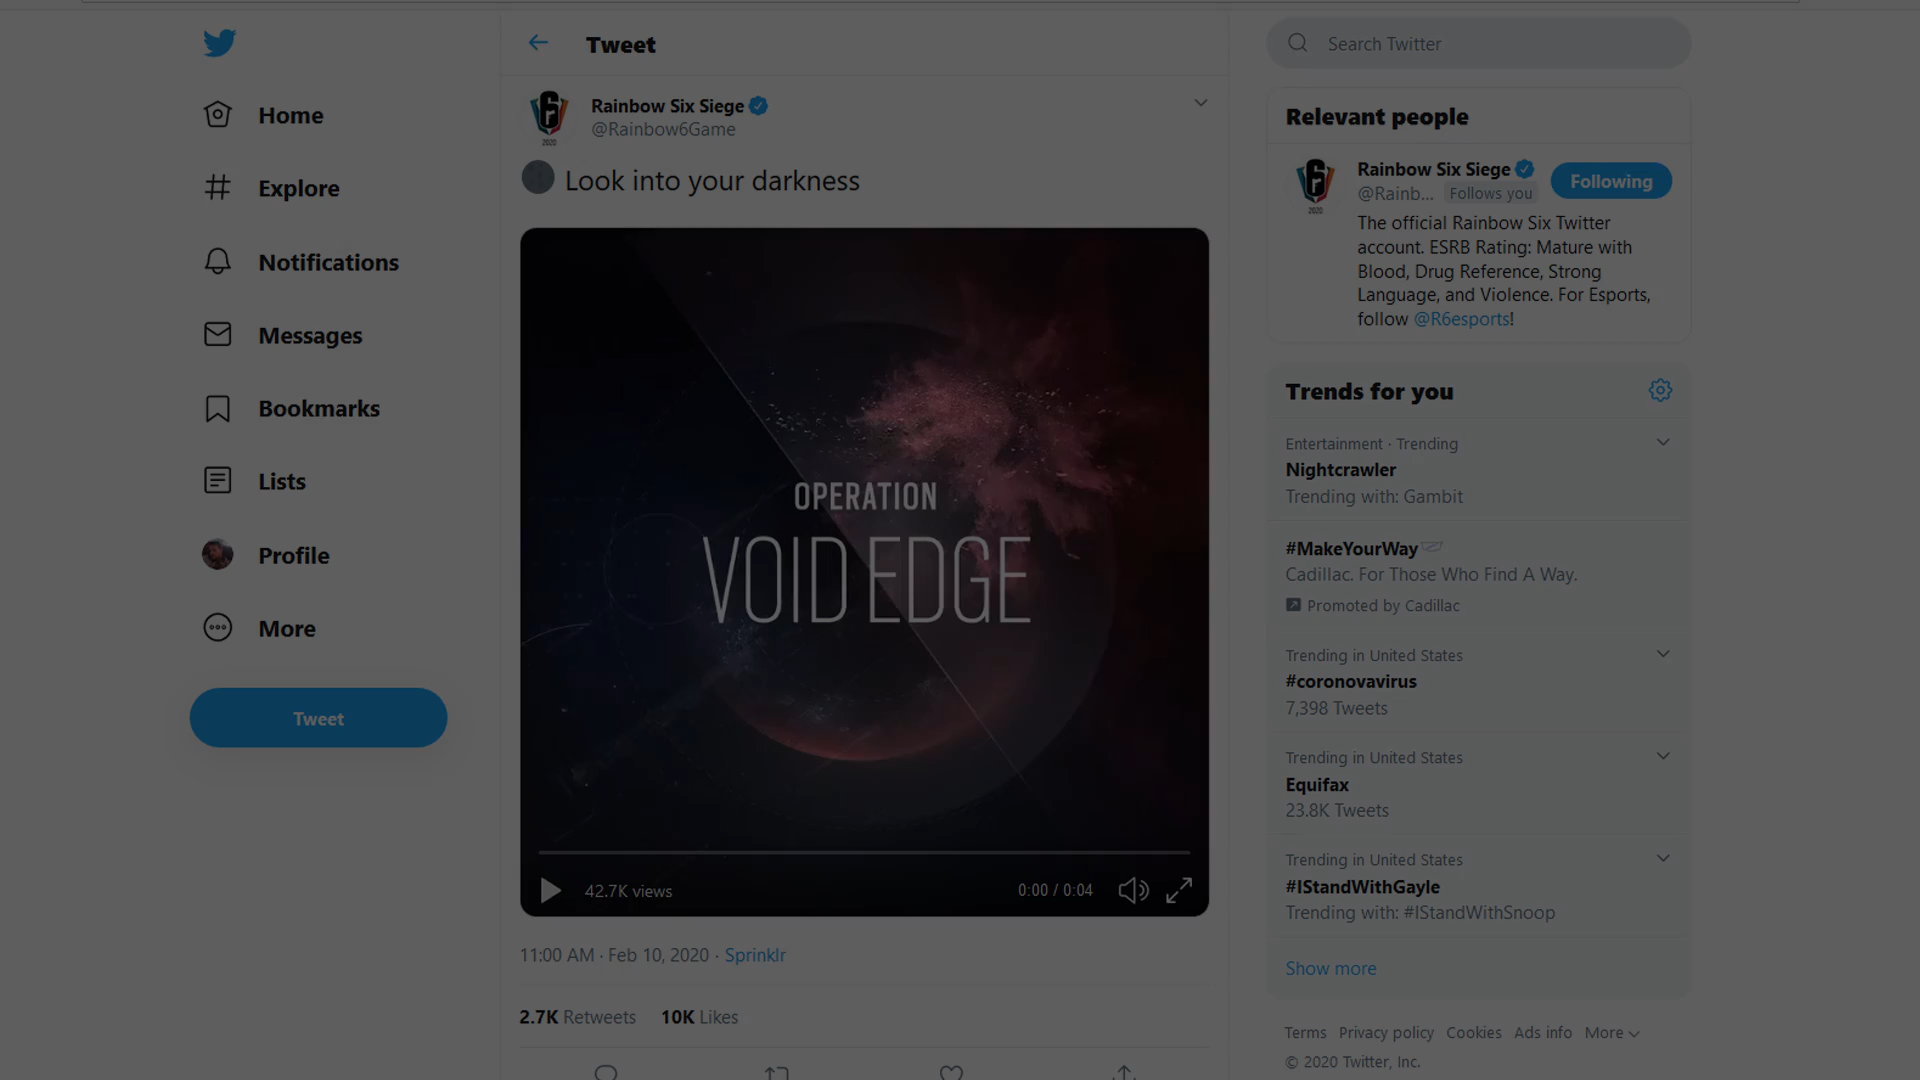 Home
Explore
Notifications
Messages
Bookmarks
Lists
Profile
More
Tweet
Tweet
Rainbow Six Siege
@Rainbow6Game
Look into your darkness
OPERATION
VOID EDGE
42.7K views
0:00 / 0:04
11:00 AM · Feb 10, 2020 · Sprinklr
2.7K Retweets 10K Likes
Search Twitter
Relevant people
Rainbow Six Siege
@Rainb... Follows you
Following
The official Rainbow Six Twitter
account. ESRB Rating: Mature with
Blood, Drug Reference, Strong
Language, and Violence. For Esports,
follow @R6esports!
Trends for you
Entertainment · Trending
Nightcrawler
Trending with: Gambit
#MakeYourWay
Cadillac. For Those Who Find A Way.
Promoted by Cadillac
Trending in United States
#coronovavirus
7,398 Tweets
Trending in United States
Equifax
23.8K Tweets
Trending in United States
#IStandWithGayle
Trending with: #IStandWithSnoop
Show more
Terms Privacy policy Cookies Ads info More
© 2020 Twitter, Inc.
2020
2020